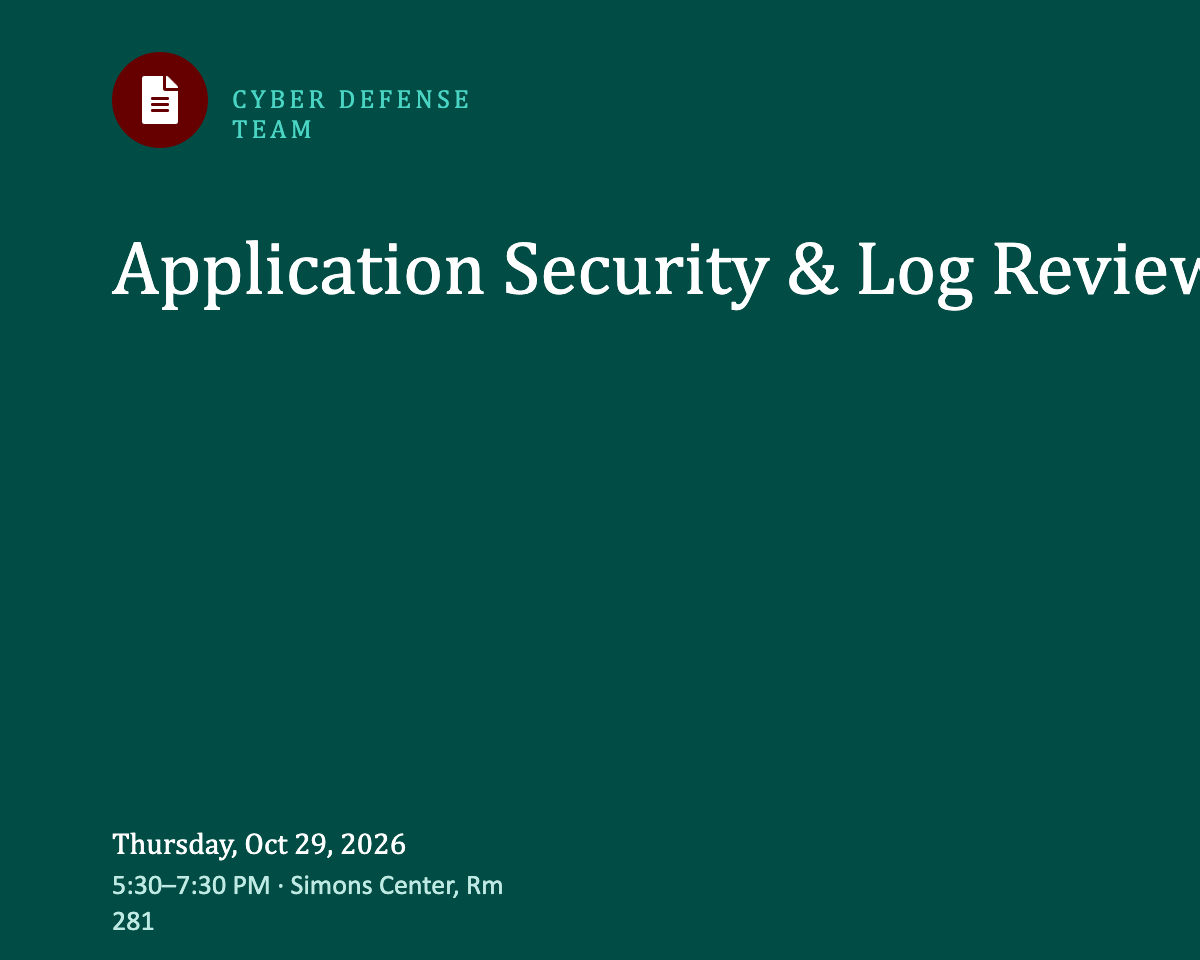 CYBER DEFENSE
TEAM
Application Security & Log Review
Thursday, Oct 29, 2026
5:30–7:30 PM · Simons Center, Rm
281